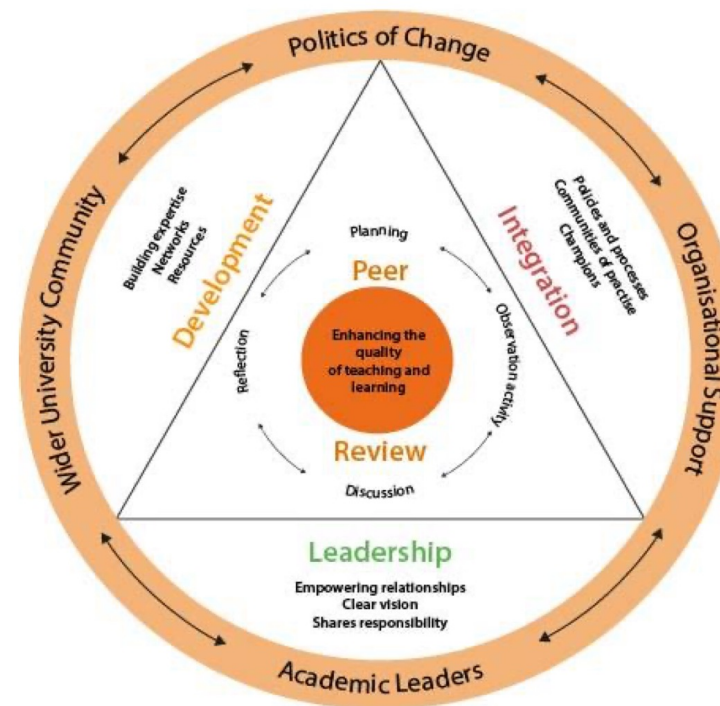 Politics of Change
Wider University Community
Organisational Support
Academic Leaders
Building expertise
Networks
Resources
Development
Policies and processes
Communities of practise
Champions
Integration
Planning
Peer
Reflection
Enhancing the
quality
of teaching and
learning
Observation activity
Review
Discussion
Leadership
Empowering relationships
Clear vision
Shares responsibility